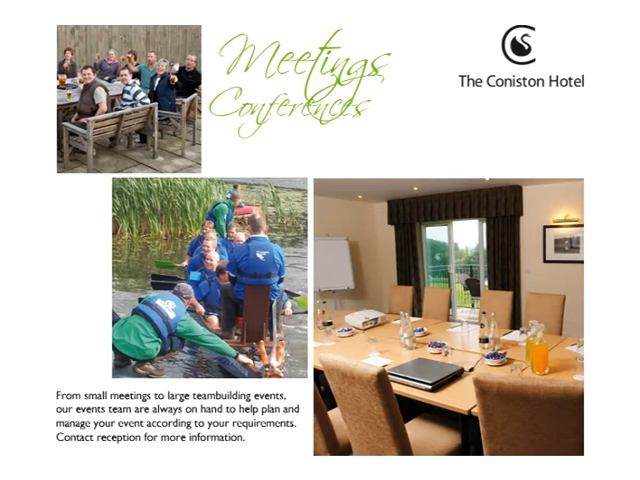 Meetings
Conferences
The Coniston Hotel
From small meetings to large teambuilding events,
our events team are always on hand to help plan and
manage your event according to your requirements.
Contact reception for more information.